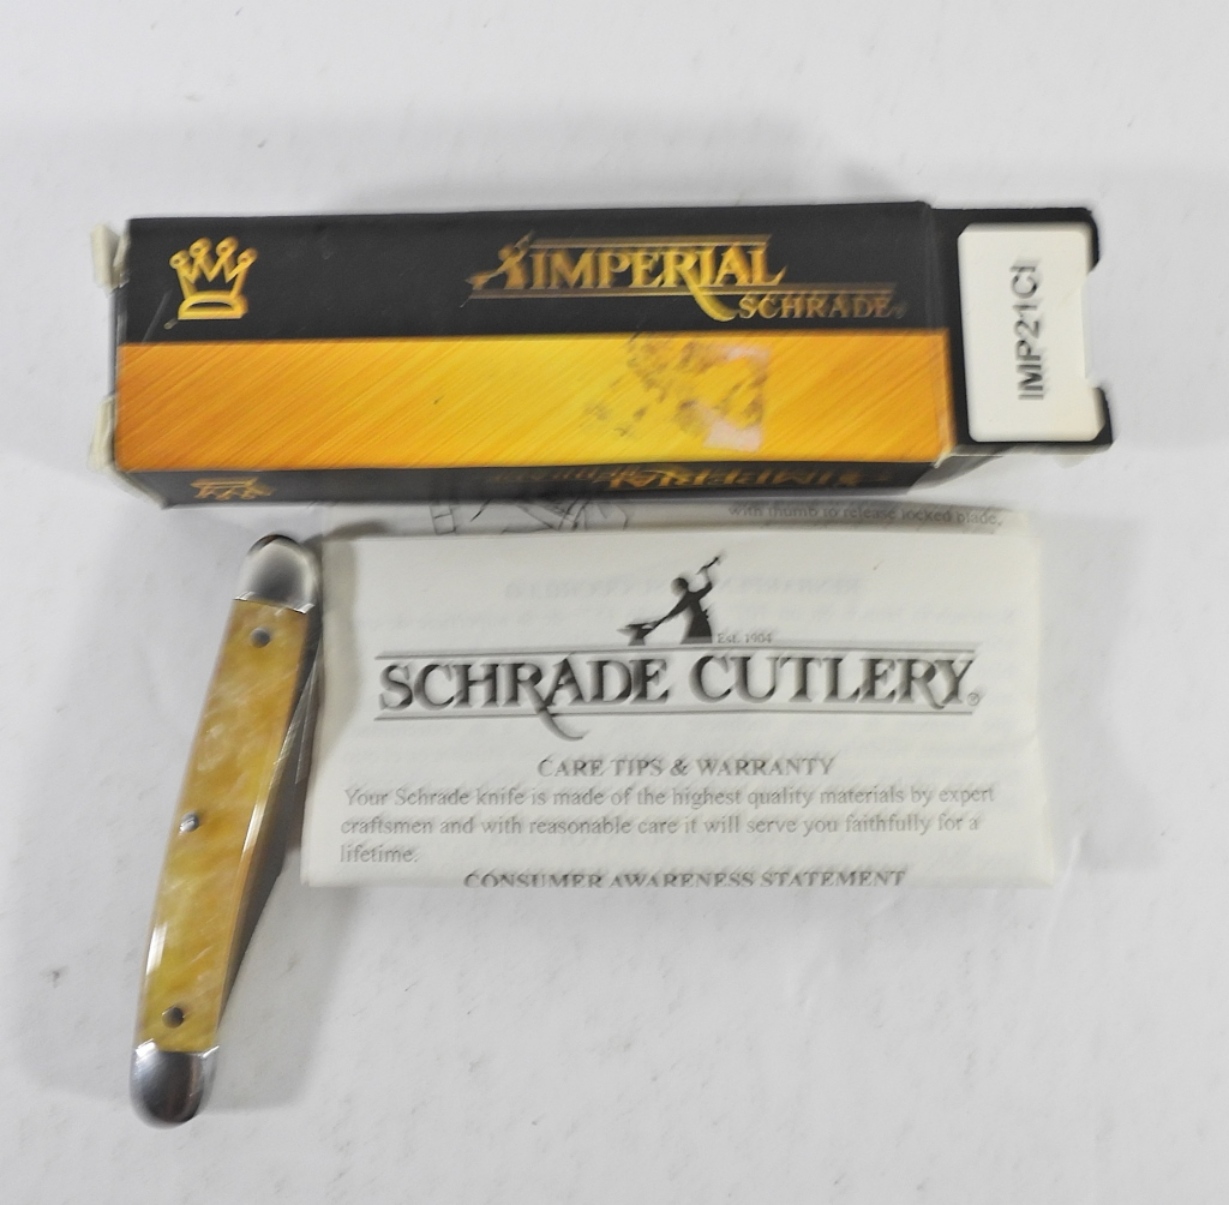 IMPERIAL
SCHRADE
IMP21CI
IMPERIAL
with thumb to release locked blade,
Est. 1904
SCHRADE CUTLERY®
CARE TIPS & WARRANTY
Your Schrade knife is made of the highest quality materials by expert
craftsmen and with reasonable care it will serve you faithfully for a
lifetime.
CONSUMER AWARENESS STATEMENT